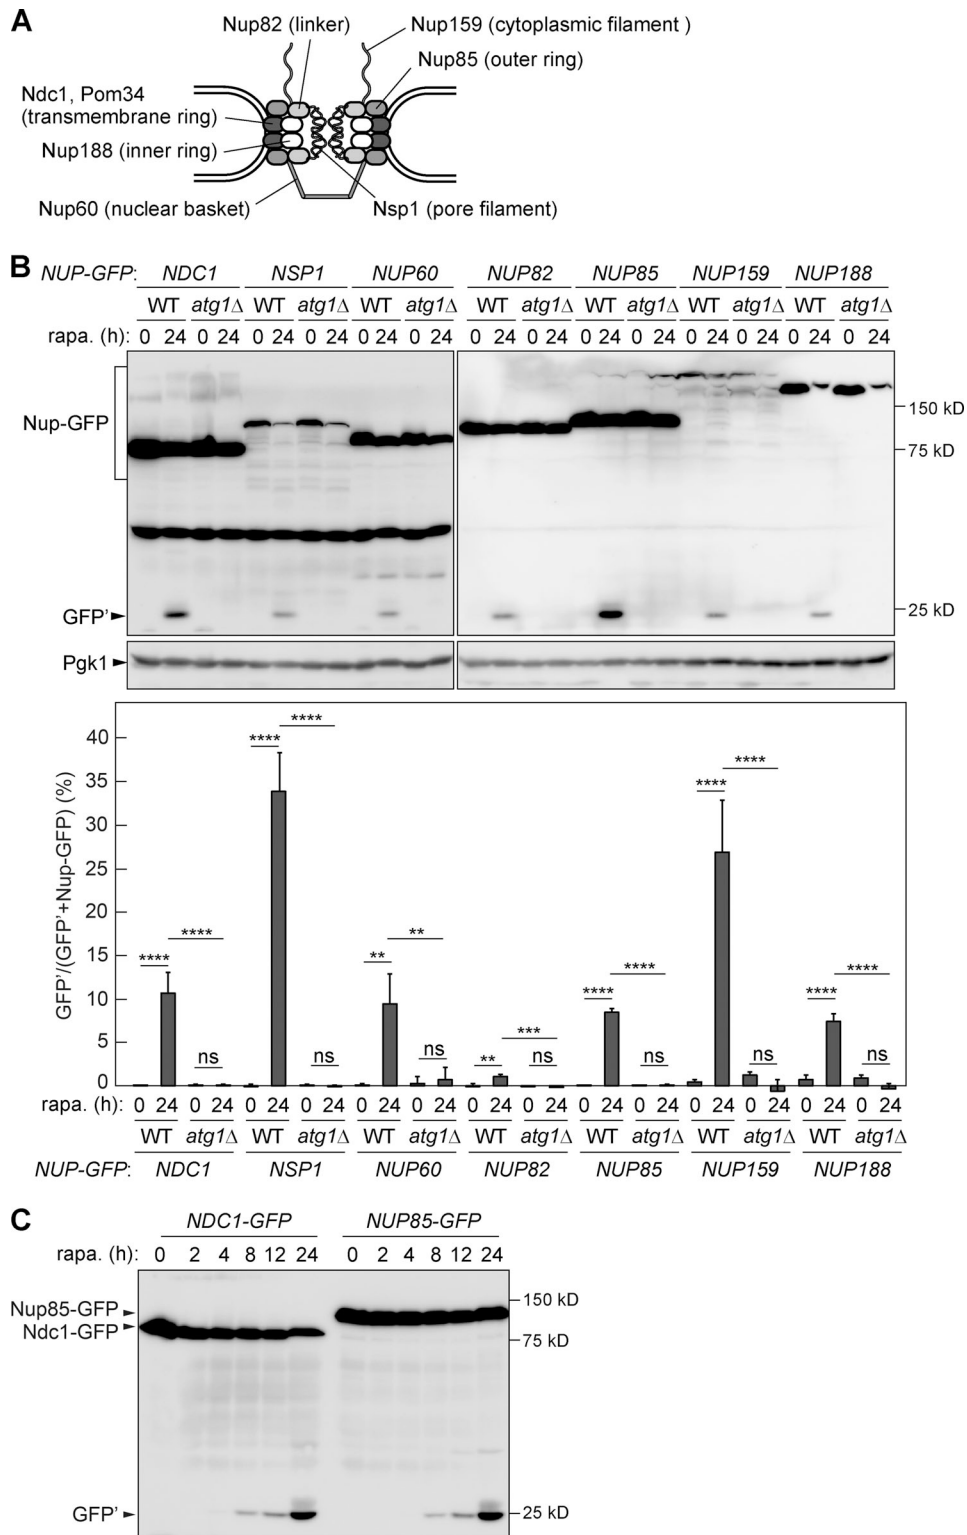 A
Nup82 (linker)
Nup159 (cytoplasmic filament )
Nup85 (outer ring)
Ndc1, Pom34
(transmembrane ring)
Nup188 (inner ring)
Nup60 (nuclear basket)
Nsp1 (pore filament)
B
NUP-GFP: NDC1 NSP1 NUP60 NUP82 NUP85 NUP159 NUP188
WT atg1Δ WT atg1Δ WT atg1Δ WT atg1Δ WT atg1Δ WT atg1Δ WT atg1Δ
rapa. (h): 0 24 0 24 0 24 0 24 0 24 0 24 0 24 0 24 0 24 0 24 0 24 0 24 0 24 0 24
Nup-GFP
150 kD
75 kD
25 kD
GFP'
Pgk1
GFP'/(GFP'+Nup-GFP) (%)
40
35
30
25
20
15
10
5
0
**** ****
**** ****
ns
ns
** **
ns
** ***
ns
**** ****
ns
**** ****
ns
**** ****
ns
rapa. (h): 0 24 0 24 0 24 0 24 0 24 0 24 0 24 0 24 0 24 0 24 0 24 0 24 0 24 0 24
WT atg1Δ WT atg1Δ WT atg1Δ WT atg1Δ WT atg1Δ WT atg1Δ WT atg1Δ
NUP-GFP: NDC1 NSP1 NUP60 NUP82 NUP85 NUP159 NUP188
C
NDC1-GFP NUP85-GFP
rapa. (h): 0 2 4 8 12 24 0 2 4 8 12 24
Nup85-GFP
Ndc1-GFP
150 kD
75 kD
GFP'
25 kD